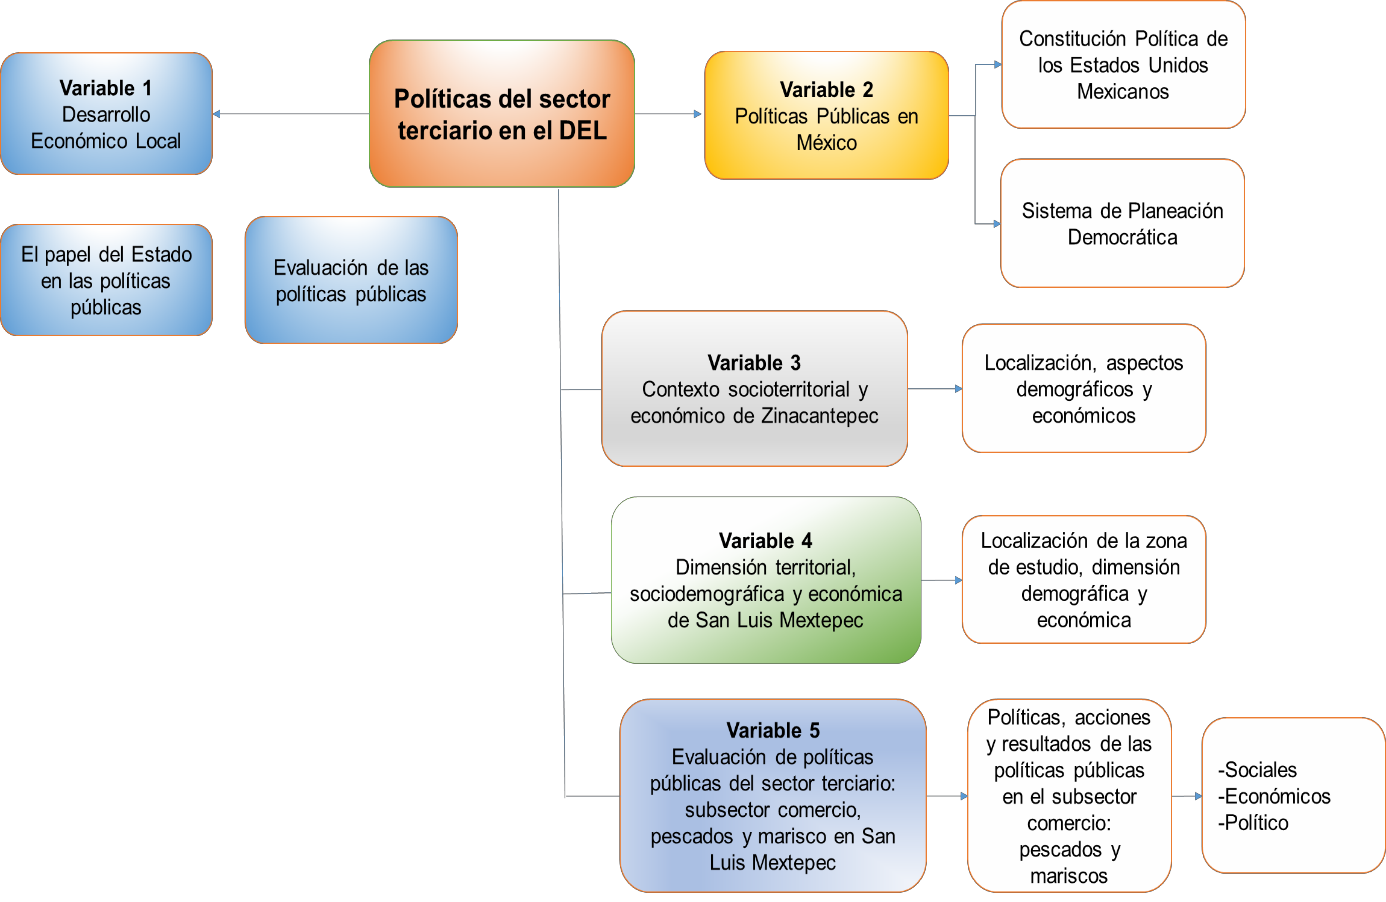 Variable 1
Desarrollo
Económico Local
Políticas del sector
terciario en el DEL
Variable 2
Políticas Públicas en
México
Constitución Política de
los Estados Unidos
Mexicanos
Sistema de Planeación
Democrática
El papel del Estado
en las políticas
públicas
Evaluación de las
políticas públicas
Variable 3
Contexto socioterritorial y
económico de Zinacantepec
Localización, aspectos
demográficos y
económicos
Variable 4
Dimensión territorial,
sociodemográfica y económica
de San Luis Mextepec
Localización de la zona
de estudio, dimensión
demográfica y
económica
Variable 5
Evaluación de políticas
públicas del sector terciario:
subsector comercio,
pescados y marisco en San
Luis Mextepec
Políticas, acciones
y resultados de las
políticas públicas
en el subsector
comercio:
pescados y
mariscos
-Sociales
-Económicos
-Político